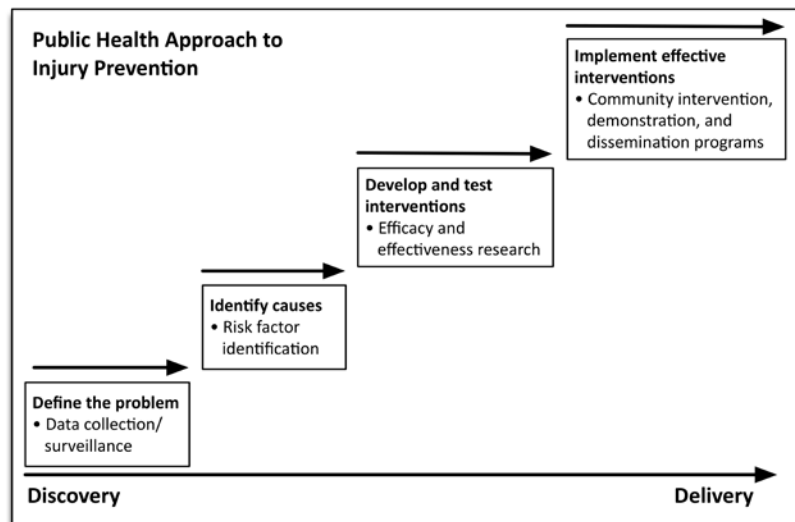 Public Health Approach to
Injury Prevention
Implement effective
interventions
• Community intervention,
demonstration, and
dissemination programs
Develop and test
interventions
• Efficacy and
effectiveness research
Identify causes
• Risk factor
identification
Define the problem
• Data collection/
surveillance
Discovery
Delivery